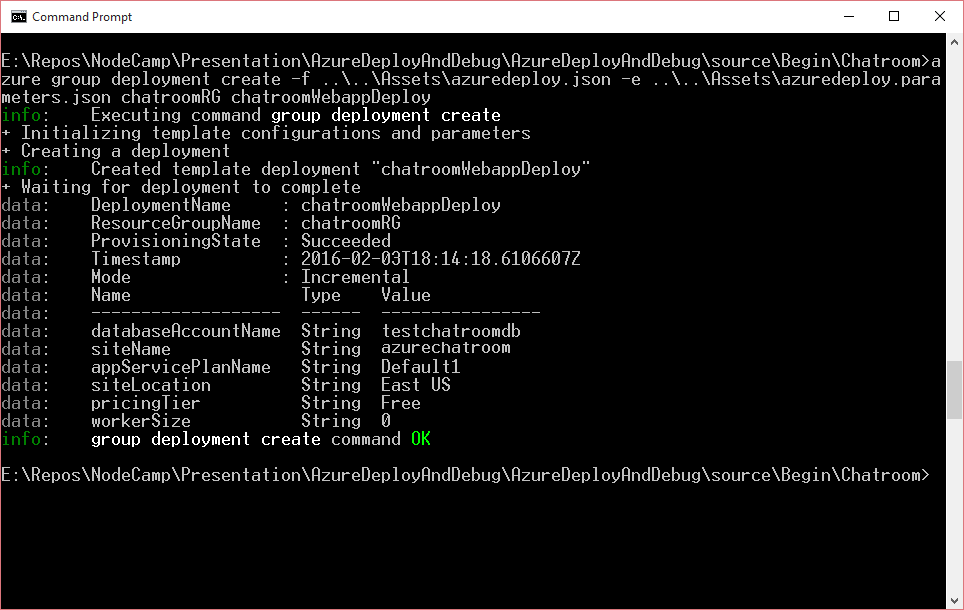 Command Prompt
E:\Repos\NodeCamp\Presentation\AzureDeployAndDebug\AzureDeployAndDebug\source\Begin\Chatroom>a
zure group deployment create -f ..\..\Assets\azuredeploy.json -e ..\..\Assets\azuredeploy.para
meters.json chatroomRG chatroomWebappDeploy
info:    Executing command group deployment create
+ Initializing template configurations and parameters
+ Creating a deployment
info:    Created template deployment "chatroomWebappDeploy"
+ Waiting for deployment to complete
data:    DeploymentName     : chatroomWebappDeploy
data:    ResourceGroupName  : chatroomRG
data:    ProvisioningState  : Succeeded
data:    Timestamp          : 2016-02-03T18:14:18.6106607Z
data:    Mode               : Incremental
data:    Name                 Type    Value
data:    -------------------  ------  ----------------
data:    databaseAccountName  String  testchatroomdb
data:    siteName             String  azurechatroom
data:    appServicePlanName   String  Default1
data:    siteLocation         String  East US
data:    pricingTier          String  Free
data:    workerSize           String  0
info:    group deployment create command OK
E:\Repos\NodeCamp\Presentation\AzureDeployAndDebug\AzureDeployAndDebug\source\Begin\Chatroom>